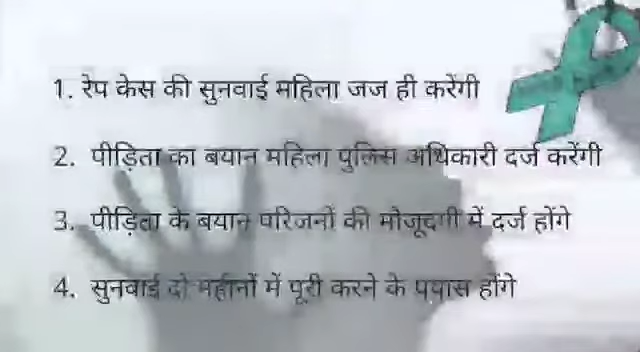 1. रेप केस की सुनवाई महिला जज ही करेंगी
2. पीड़िता का बयान महिला पुलिस अधिकारी दर्ज करेंगी
3. पीड़िता के बयान परिजनों की मौजूदगी में दर्ज होंगे
4. सुनवाई दो महीनों में पूरी करने के प्रयास होंगे